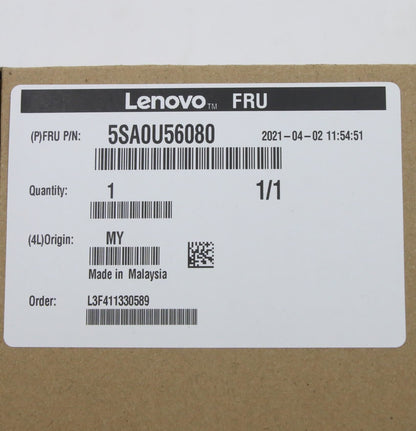 Lenovo™ FRU
(P)FRU P/N: 5SA0U56080 2021-04-02 11:54:51
Quantity: 1 1/1
(4L)Origin: MY
Made in Malaysia
Order: L3F411330589